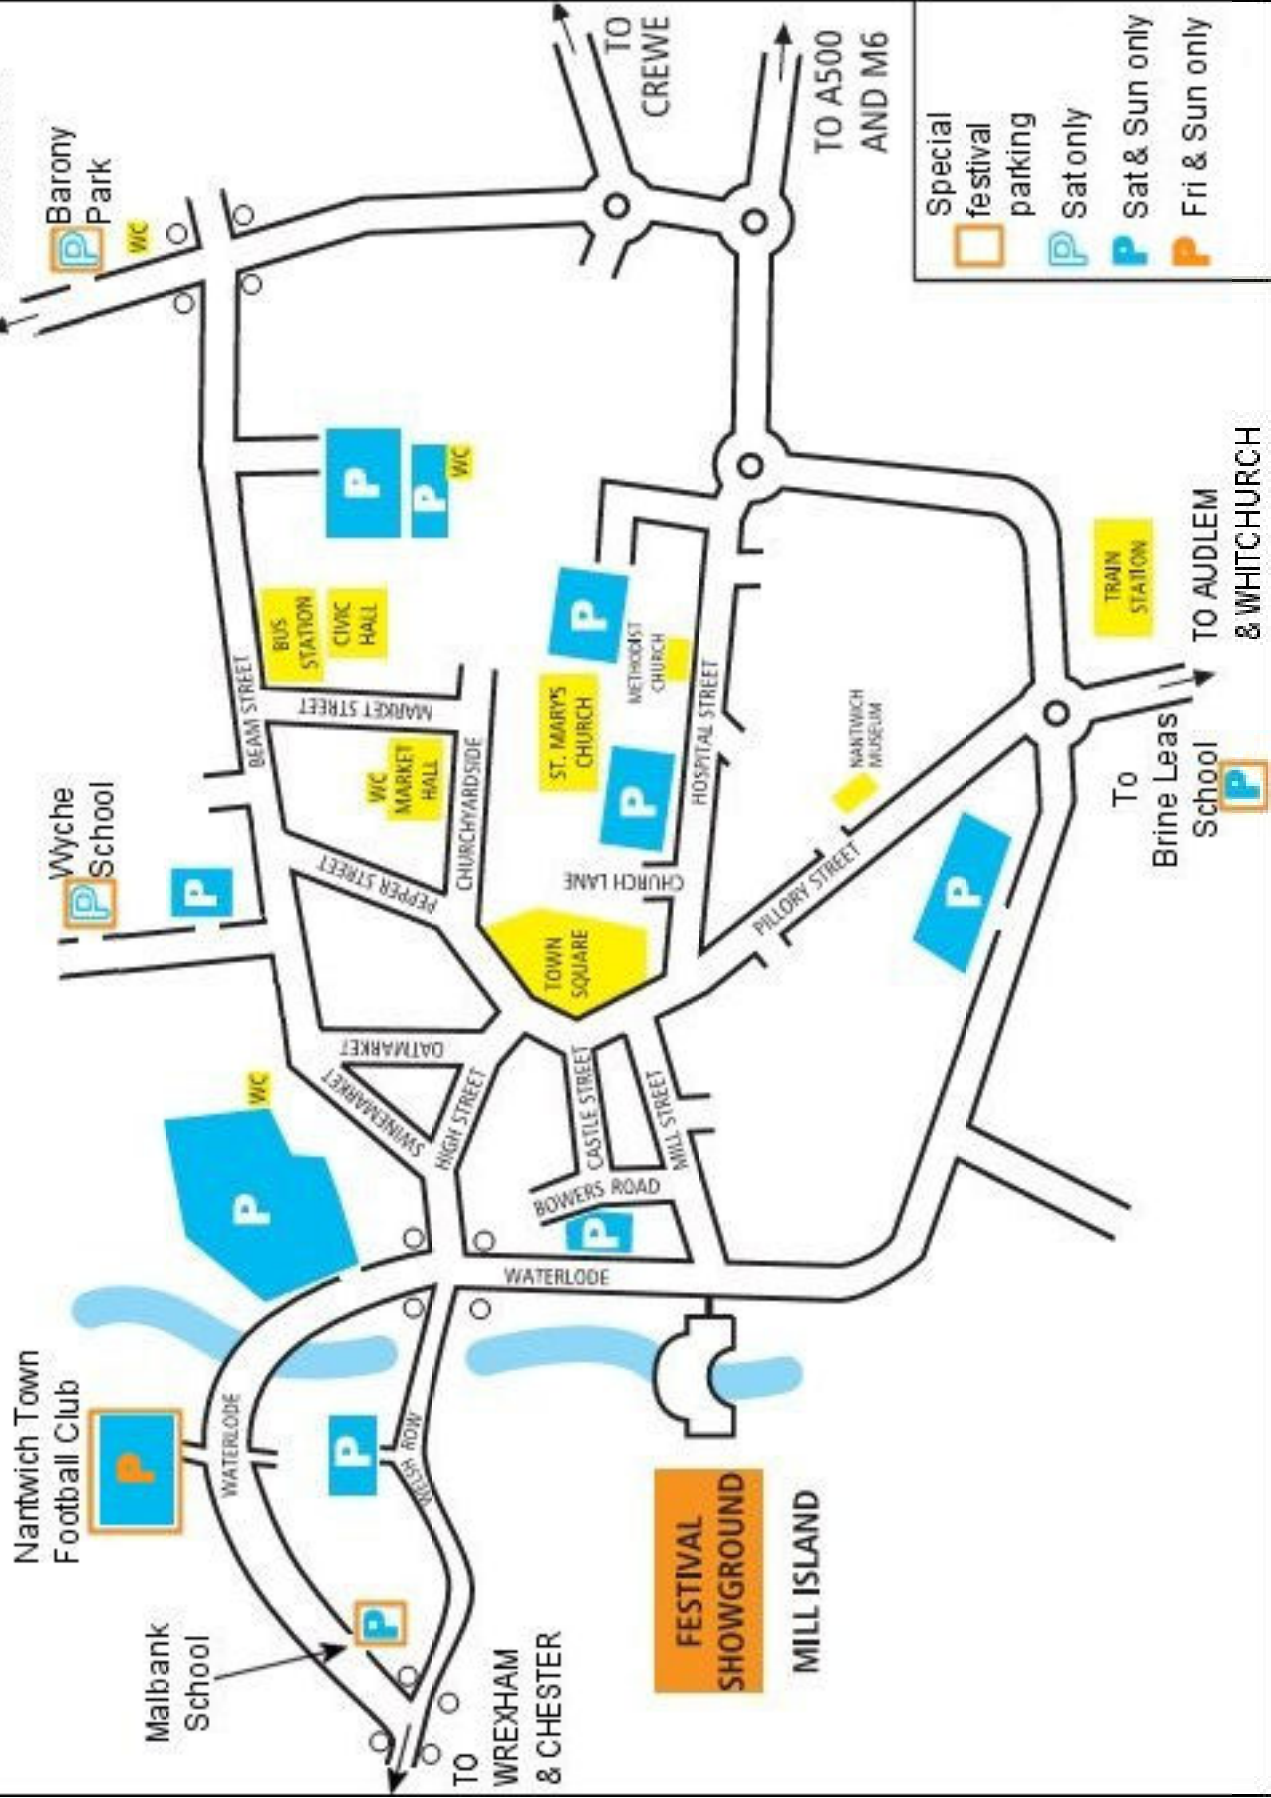 Nantwich Town
Football Club
P
Malbank
School
P
TO
WREXHAM
& CHESTER
WATERLODE
P
WELSH ROW
P
WC
Wyche
School
P
P
SWINEMARKET
OATMARKET
HIGH STREET
PEPPER STREET
BEAM STREET
MARKET STREET
WC
MARKET
HALL
CHURCHYARDSIDE
BUS
STATION
CIVIC
HALL
P
P
WC
Barony
Park
P
WC
TO
CREWE
TO A500
AND M6
TOWN
SQUARE
CHURCH LANE
ST. MARY'S
CHURCH
P
METHODIST
CHURCH
P
HOSPITAL STREET
CASTLE STREET
MILL STREET
BOWERS ROAD
P
WATERLODE
PILLORY STREET
NANTWICH
MUSEUM
P
TRAIN
STATION
TO AUDLEM
& WHITCHURCH
To
Brine Leas
School
P
FESTIVAL
SHOWGROUND
MILL ISLAND
Special
festival
parking
P Sat only
P Sat & Sun only
P Fri & Sun only